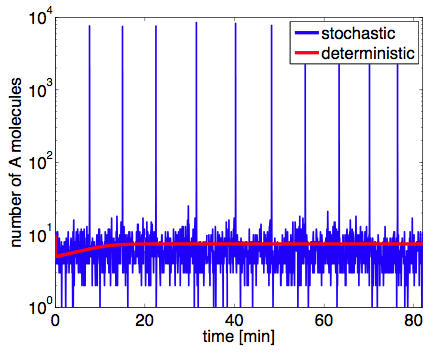 10^4
stochastic
deterministic
10^3
10^2
10^1
10^0
number of A molecules
0 20 40 60 80
time [min]